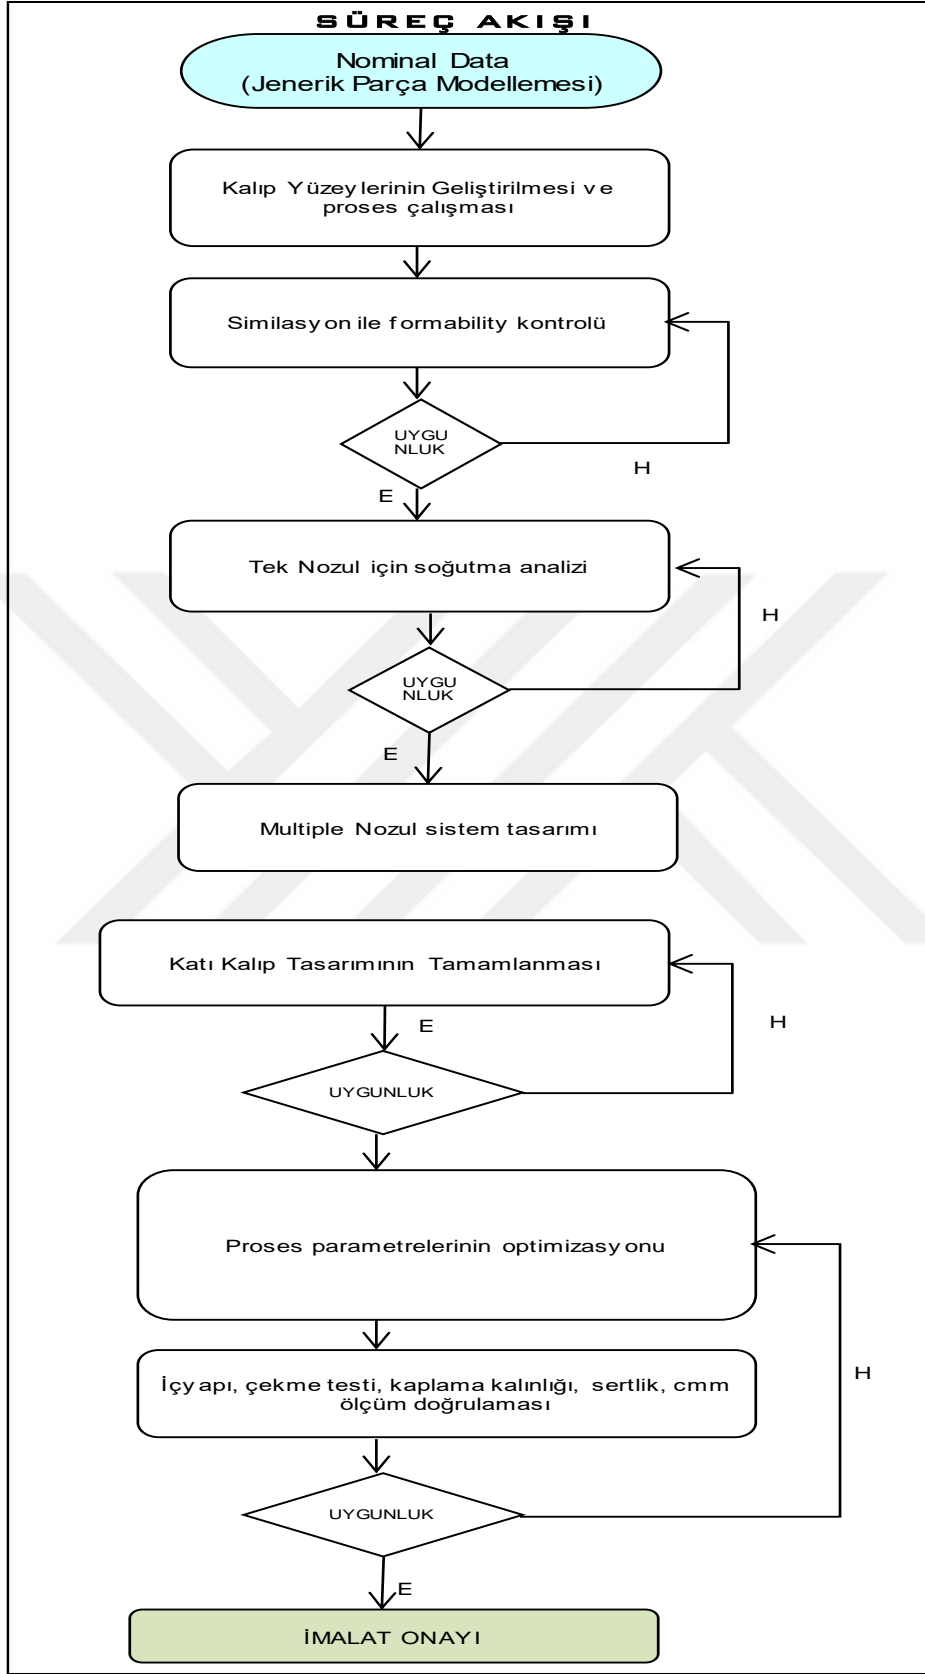 SÜREÇ AKIŞI
Nominal Data
(Jenerik Parça Modellemesi)
Kalıp Yüzeylerinin Geliştirilmesi ve
proses çalışması
Similasyon ile formability kontrolü
UYGU
NLUK
H
E
Tek Nozul için soğutma analizi
H
UYGU
NLUK
E
Multiple Nozul sistem tasarımı
Katı Kalıp Tasarımının Tamamlanması
E
H
UYGUNLUK
Proses parametrelerinin optimizasyonu
İçyapı, çekme testi, kaplama kalınlığı, sertlik, cmm
ölçüm doğrulaması
H
UYGUNLUK
E
İMALAT ONAYI